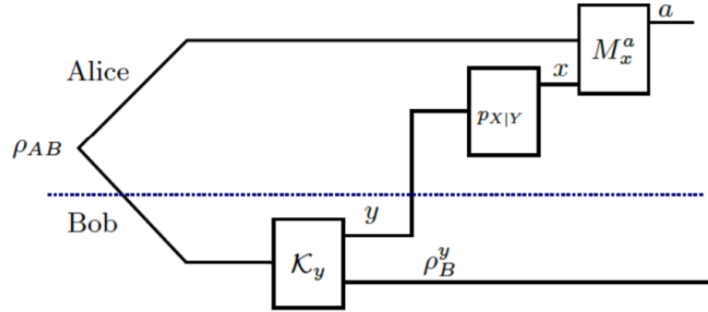 a
M_x^a
x
Alice
p_{X|Y}
ρ_{AB}
Bob
y
K_y
ρ_B^y